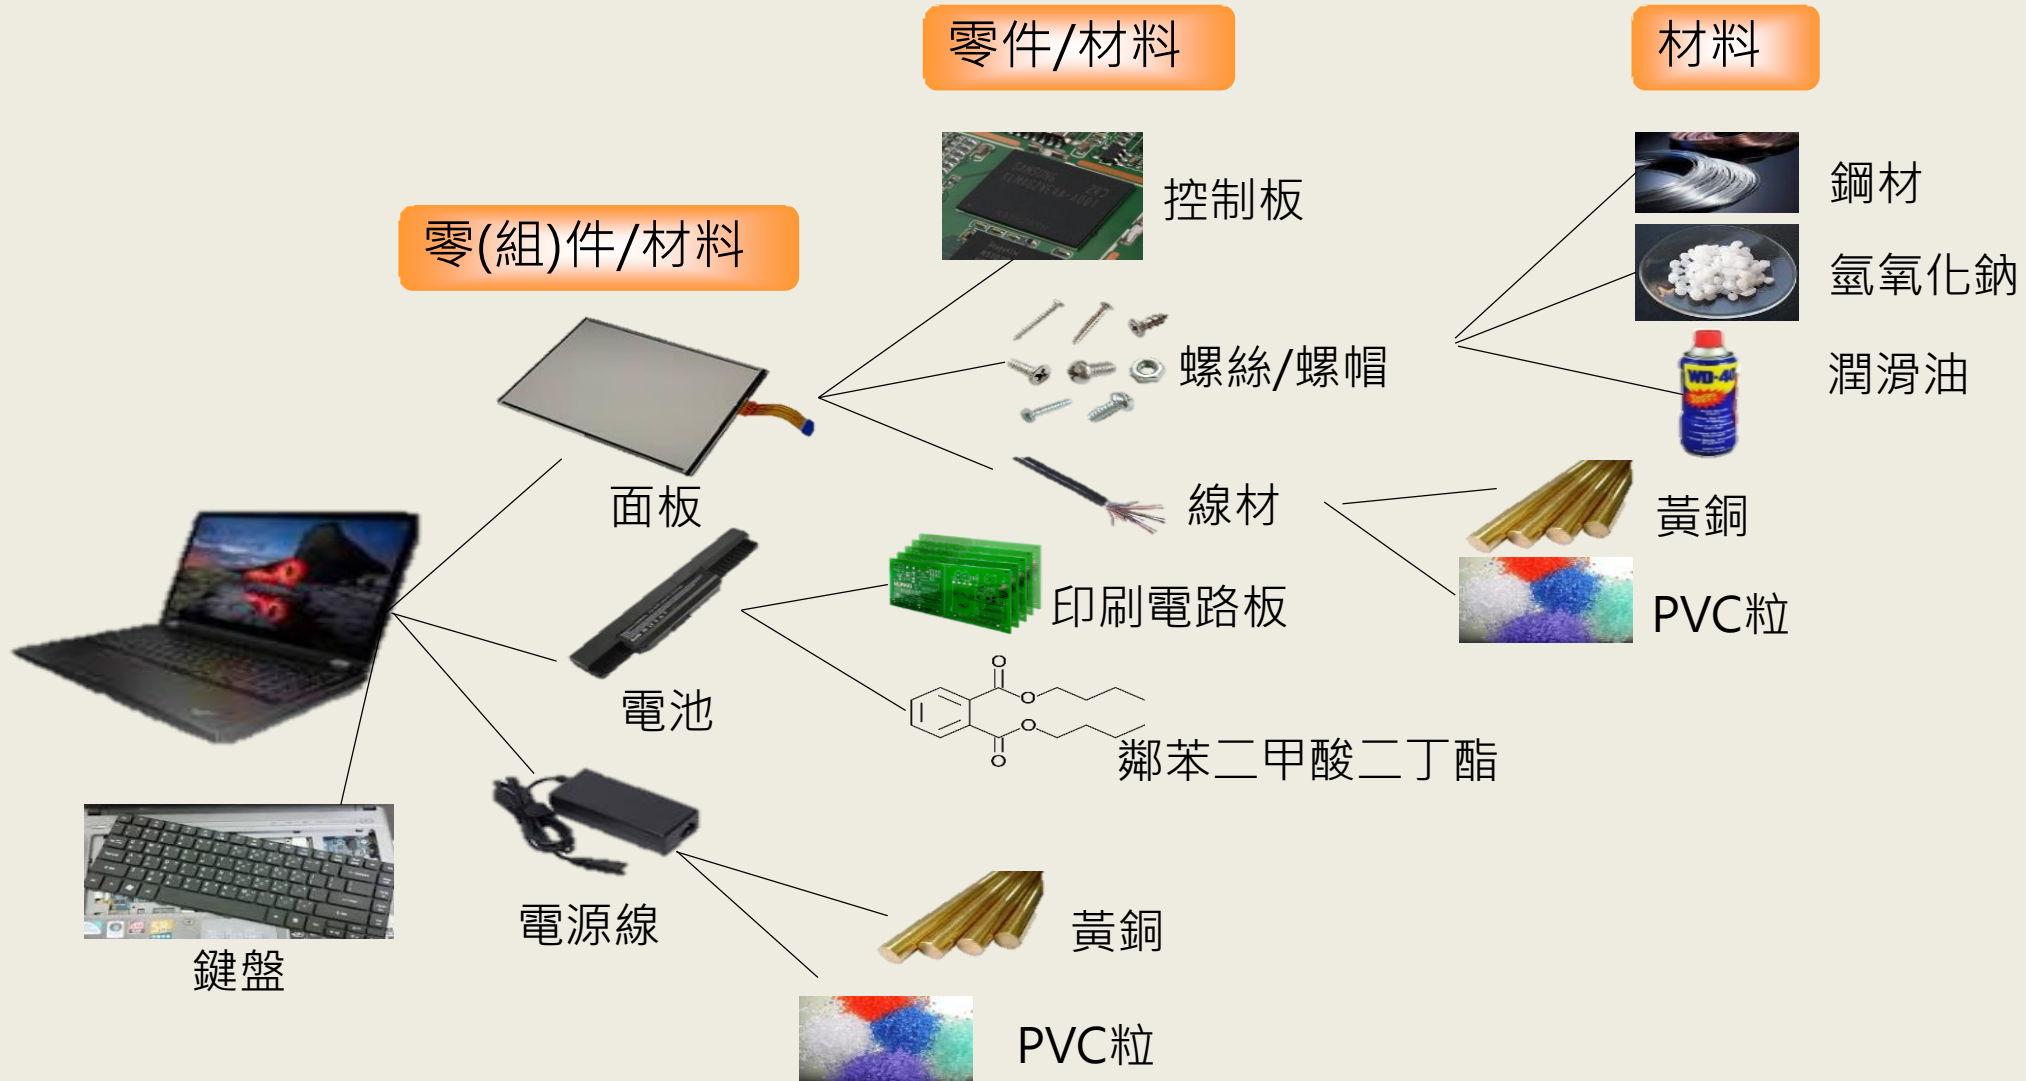 零件/材料
材料
零(組)件/材料
控制板
鋼材
氫氧化鈉
螺絲/螺帽
潤滑油
WD-40
面板
線材
黃銅
印刷電路板
PVC粒
電池
O
O
O
O
鄰苯二甲酸二丁酯
電源線
黃銅
鍵盤
PVC粒
SAMSUNG